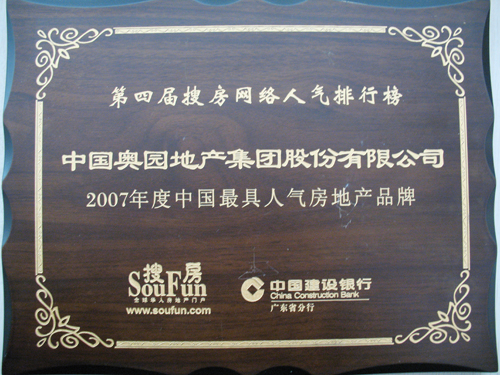 第四届搜房网络人气排行榜
中国奥园地产集团股份有限公司
2007年度中国最具人气房地产品牌
搜房
SouFun
全球华人房地产门户
www.soufun.com
中国建设银行
China Construction Bank
广东省分行